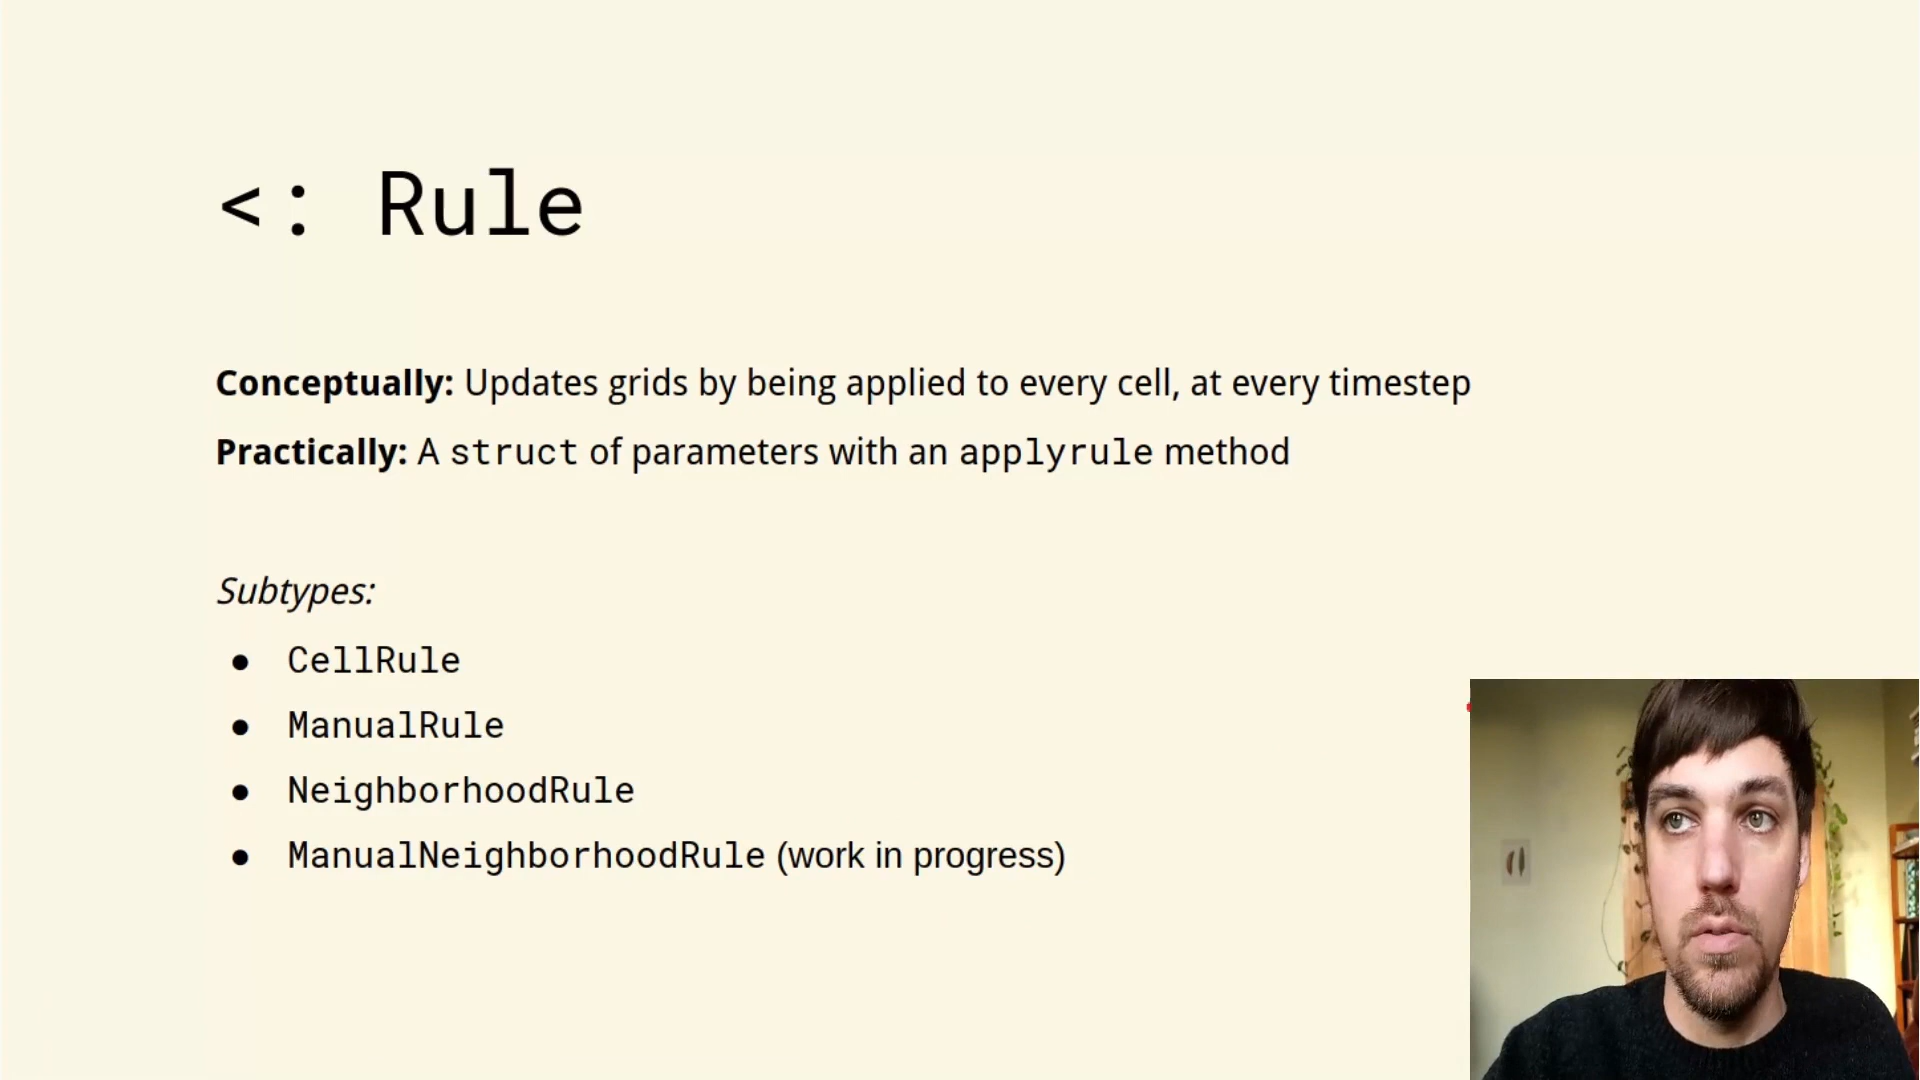 <: Rule
Conceptually: Updates grids by being applied to every cell, at every timestep
Practically: A struct of parameters with an applyrule method
Subtypes:
● CellRule
● ManualRule
● NeighborhoodRule
● ManualNeighborhoodRule (work in progress)